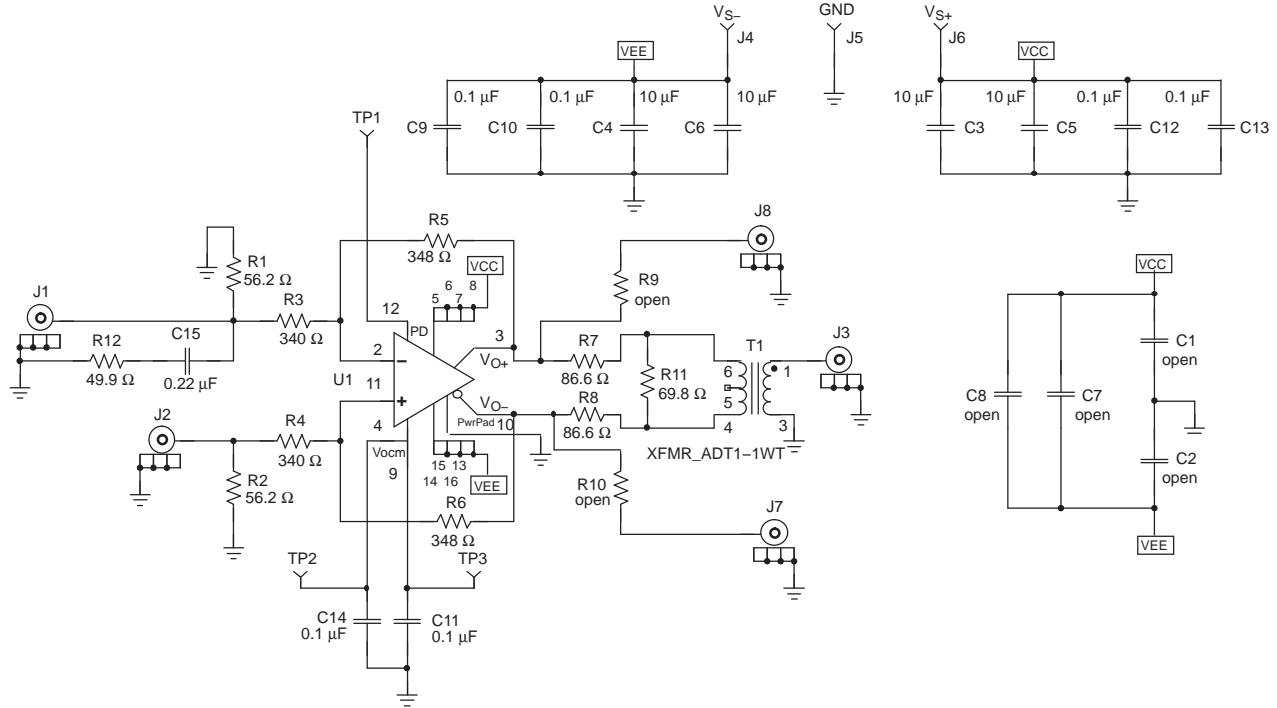 VS−
J4
GND
J5
VS+
J6
VEE
VCC
0.1 µF
0.1 µF
10 µF
10 µF
10 µF
10 µF
0.1 µF
0.1 µF
C9
C10
C4
C6
C3
C5
C12
C13
TP1
J8
R5
348 Ω
VCC
R1
56.2 Ω
6
8
5
7
R9
open
VCC
J1
R3
340 Ω
12
PD
3
R12
49.9 Ω
C15
0.22 µF
2
VO+
R7
86.6 Ω
T1
J3
C1
open
U1
11
R11
69.8 Ω
6
1
5
C8
open
C7
open
J2
R4
340 Ω
4
VO−
PwrPad
10
R8
86.6 Ω
4
3
XFMR_ADT1−1WT
Vocm
9
15
13
14
16
VEE
R2
56.2 Ω
R10
open
C2
open
R6
348 Ω
J7
VEE
TP2
TP3
C14
0.1 µF
C11
0.1 µF